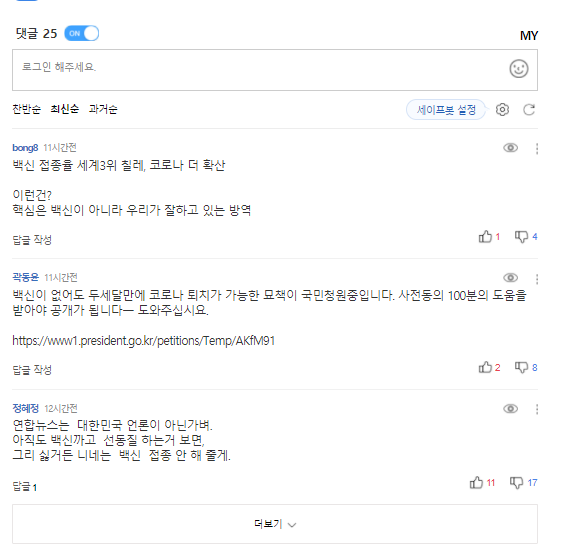 댓글 25 ON
MY
로그인 해주세요.
찬반순 최신순 과거순
세이프봇 설정
bong8 11시간전
백신 접종율 세계3위 칠레, 코로나 더 확산
이런건?
핵심은 백신이 아니라 우리가 잘하고 있는 방역
답글 작성
1 4
곽동윤 11시간전
백신이 없어도 두세달만에 코로나 퇴치가 가능한 묘책이 국민청원중입니다. 사전동의 100분의 도움을
받아야 공개가 됩니다ㅡ 도와주십시요.
https://www1.president.go.kr/petitions/Temp/AKfM91
답글 작성
2 8
정혜정 12시간전
연합뉴스는 대한민국 언론이 아닌가벼.
아직도 백신까고 선동질 하는거 보면,
그리 싫거든 니네는 백신 접종 안 해 줄게.
답글 1
11 17
더보기